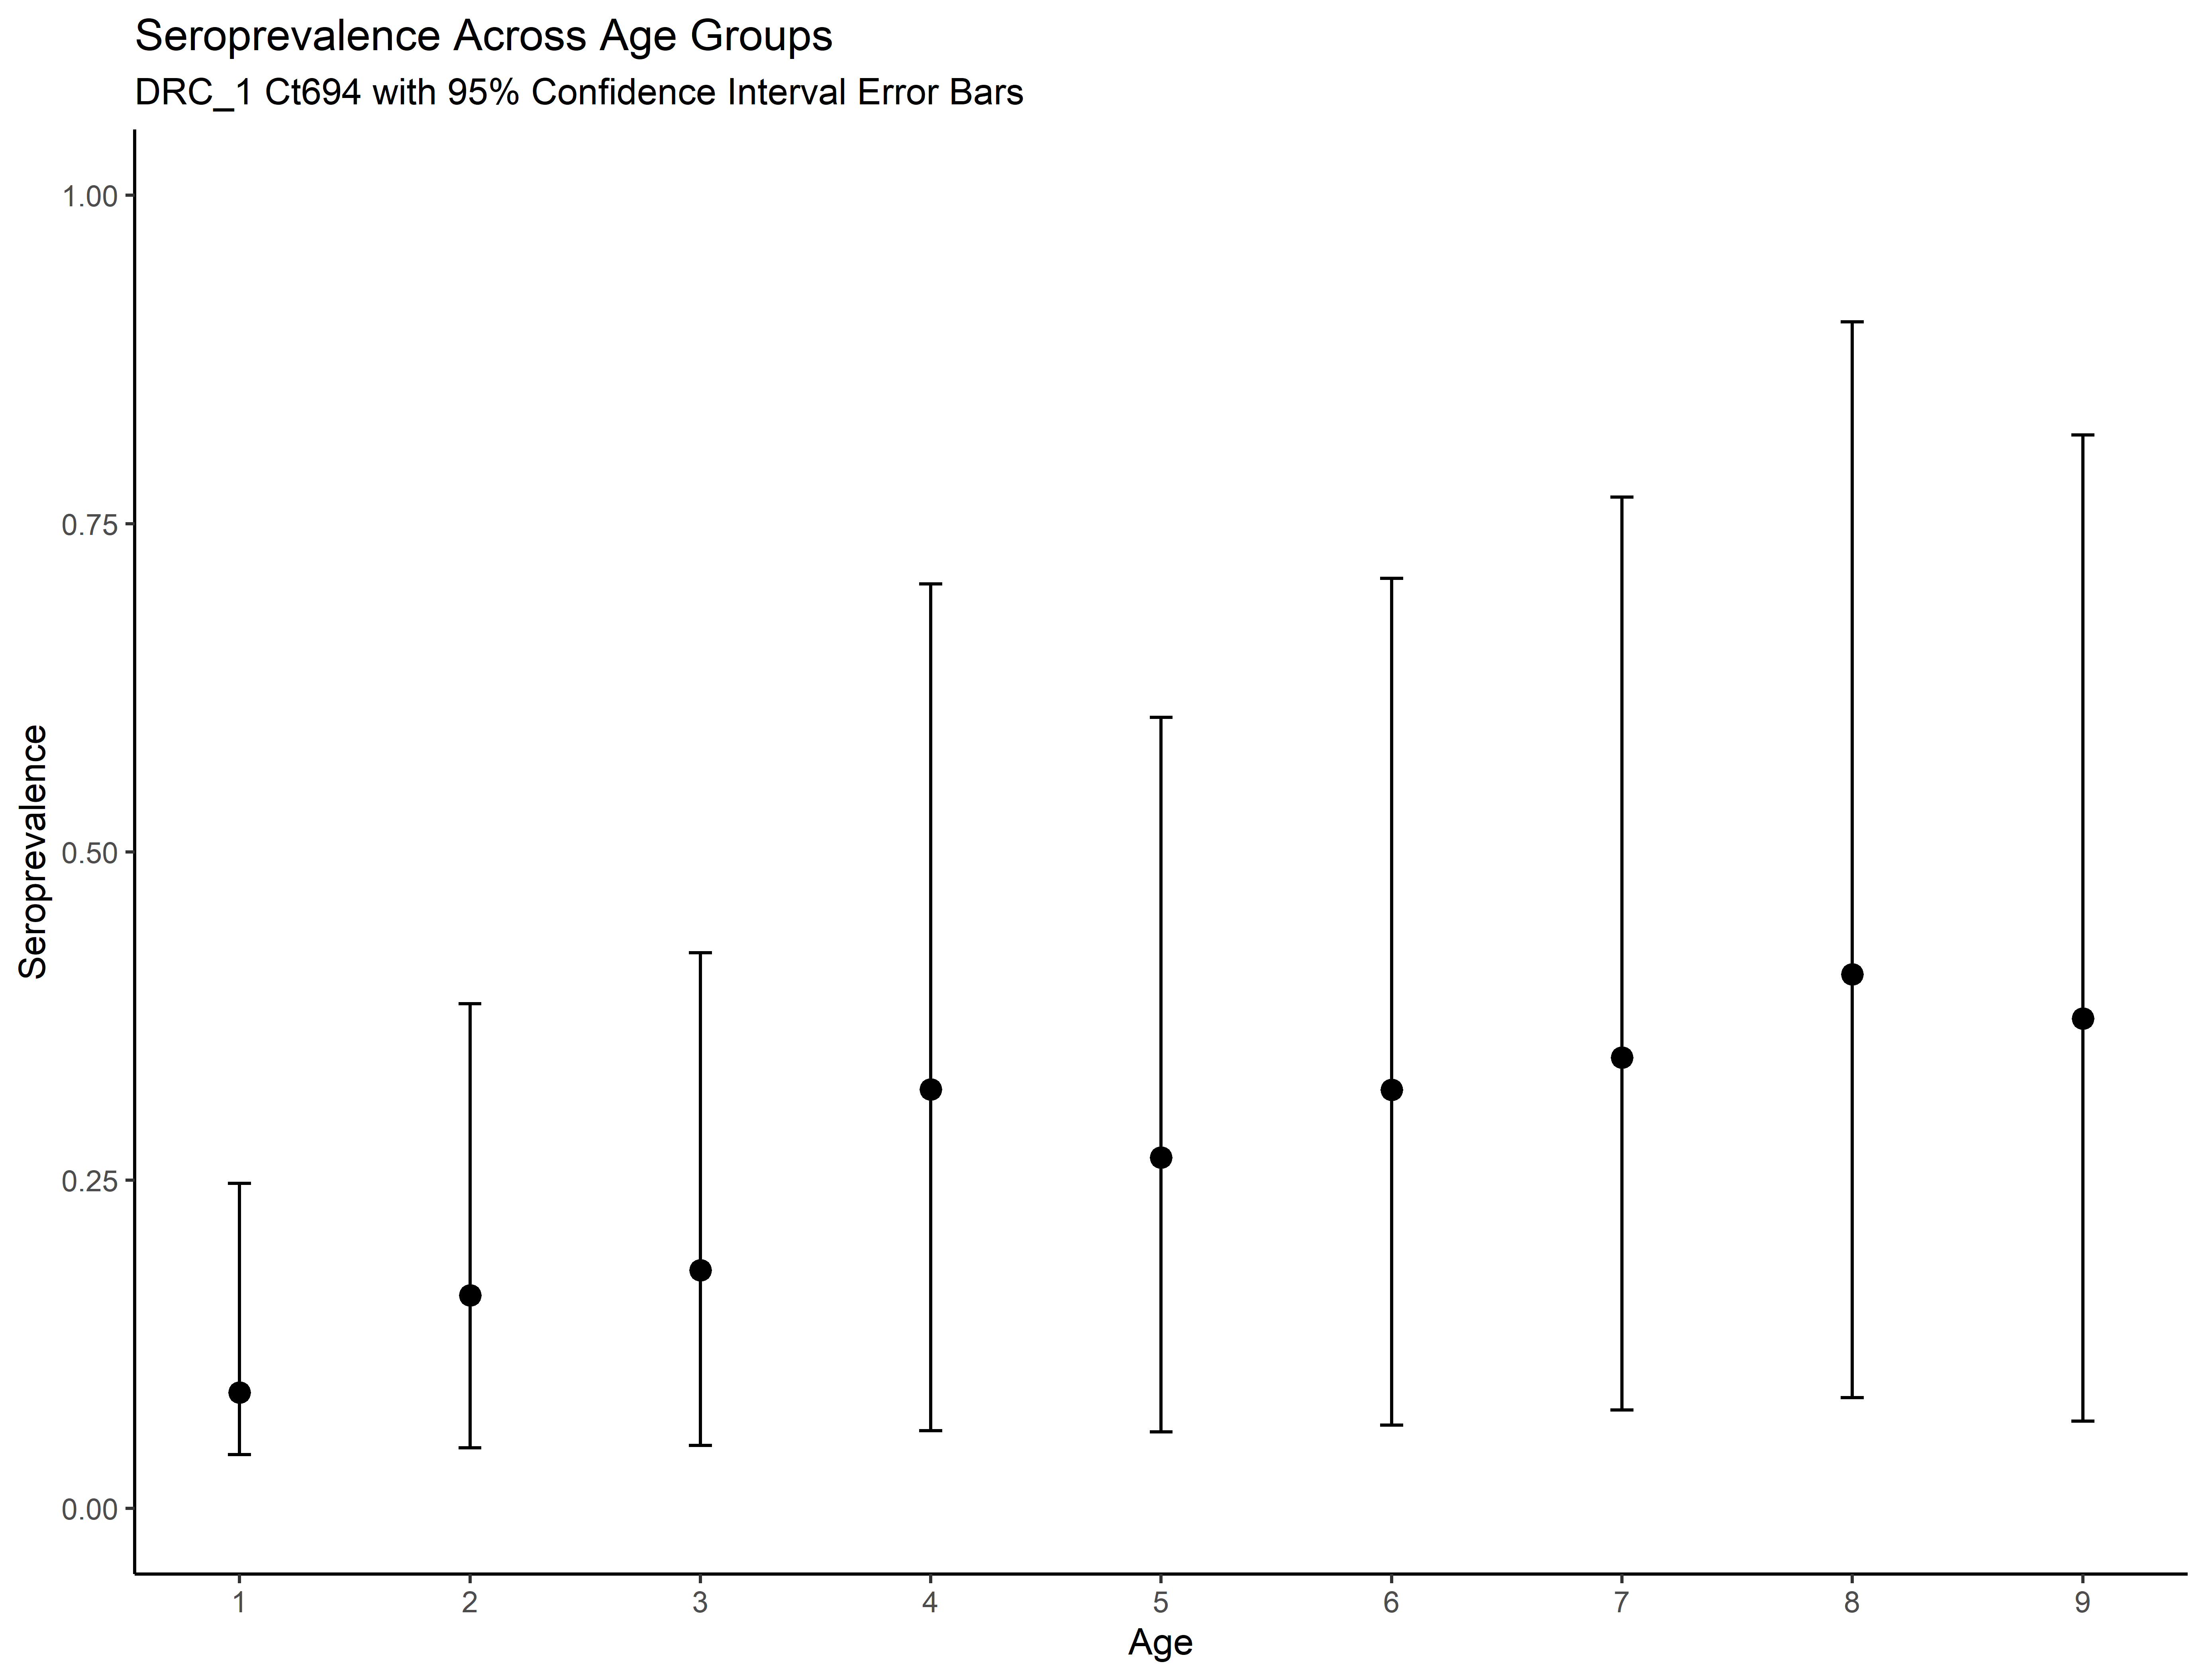 Seroprevalence Across Age Groups
DRC_1 Ct694 with 95% Confidence Interval Error Bars
Seroprevalence
1.00
0.75
0.50
0.25
0.00
1 2 3 4 5 6 7 8 9
Age